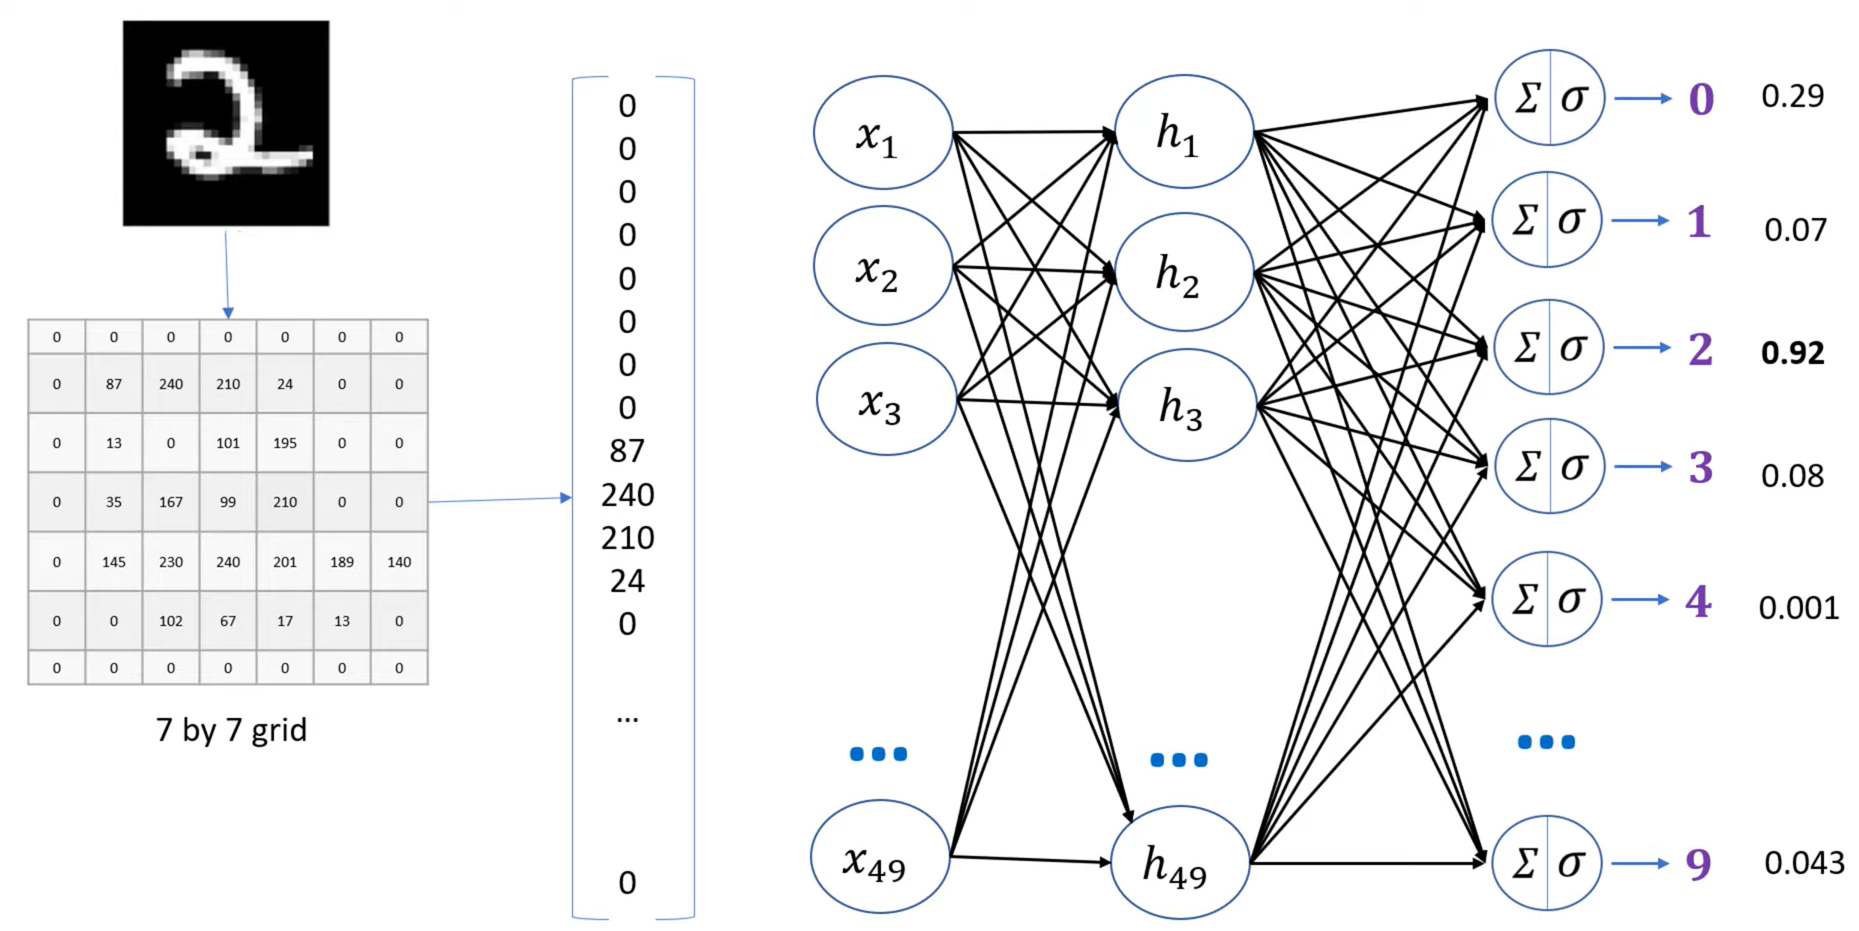 0 0 0 0 0 0 0
0 87 240 210 24 0 0
0 13 0 101 195 0 0
0 35 167 99 210 0 0
0 145 230 240 201 189 140
0 0 102 67 17 13 0
0 0 0 0 0 0 0
7 by 7 grid
0
0
0
0
0
0
0
0
87
240
210
24
0
...
0
x₁
x₂
x₃
...
x₄₉
h₁
h₂
h₃
...
h₄₉
Σ σ 0 0.29
Σ σ 1 0.07
Σ σ 2 0.92
Σ σ 3 0.08
Σ σ 4 0.001
...
Σ σ 9 0.043